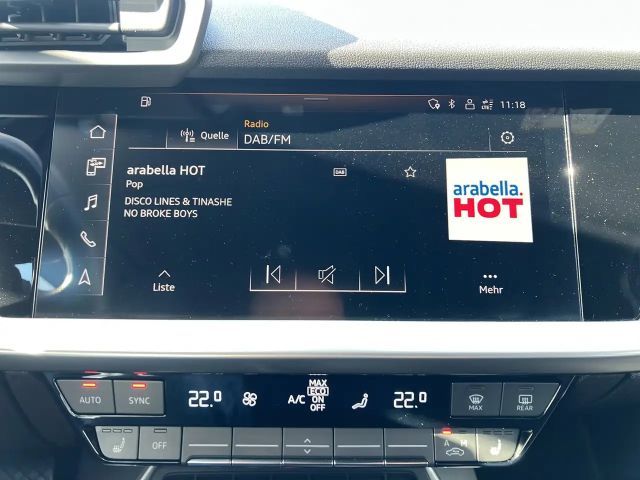 11:18
Radio
Quelle
DAB/FM
arabella HOT
DAB
Pop
arabella.
HOT
DISCO LINES & TINASHE
NO BROKE BOYS
Liste
Mehr
AUTO
SYNC
22.0
A/C
MAX
ECO
ON
OFF
22.0
MAX
REAR
OFF
A
M